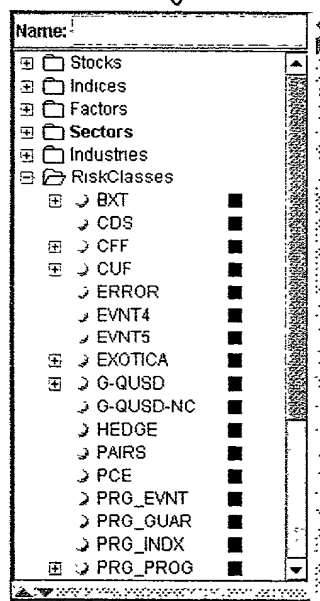 Name:
Stocks
Indices
Factors
Sectors
Industries
RiskClasses
BXT
CDS
CFF
CUF
ERROR
EVNT4
EVNT5
EXOTICA
G-QUSD
G-QUSD-NC
HEDGE
PAIRS
PCE
PRG_EVNT
PRG_GUAR
PRG_INDX
PRG_PROG